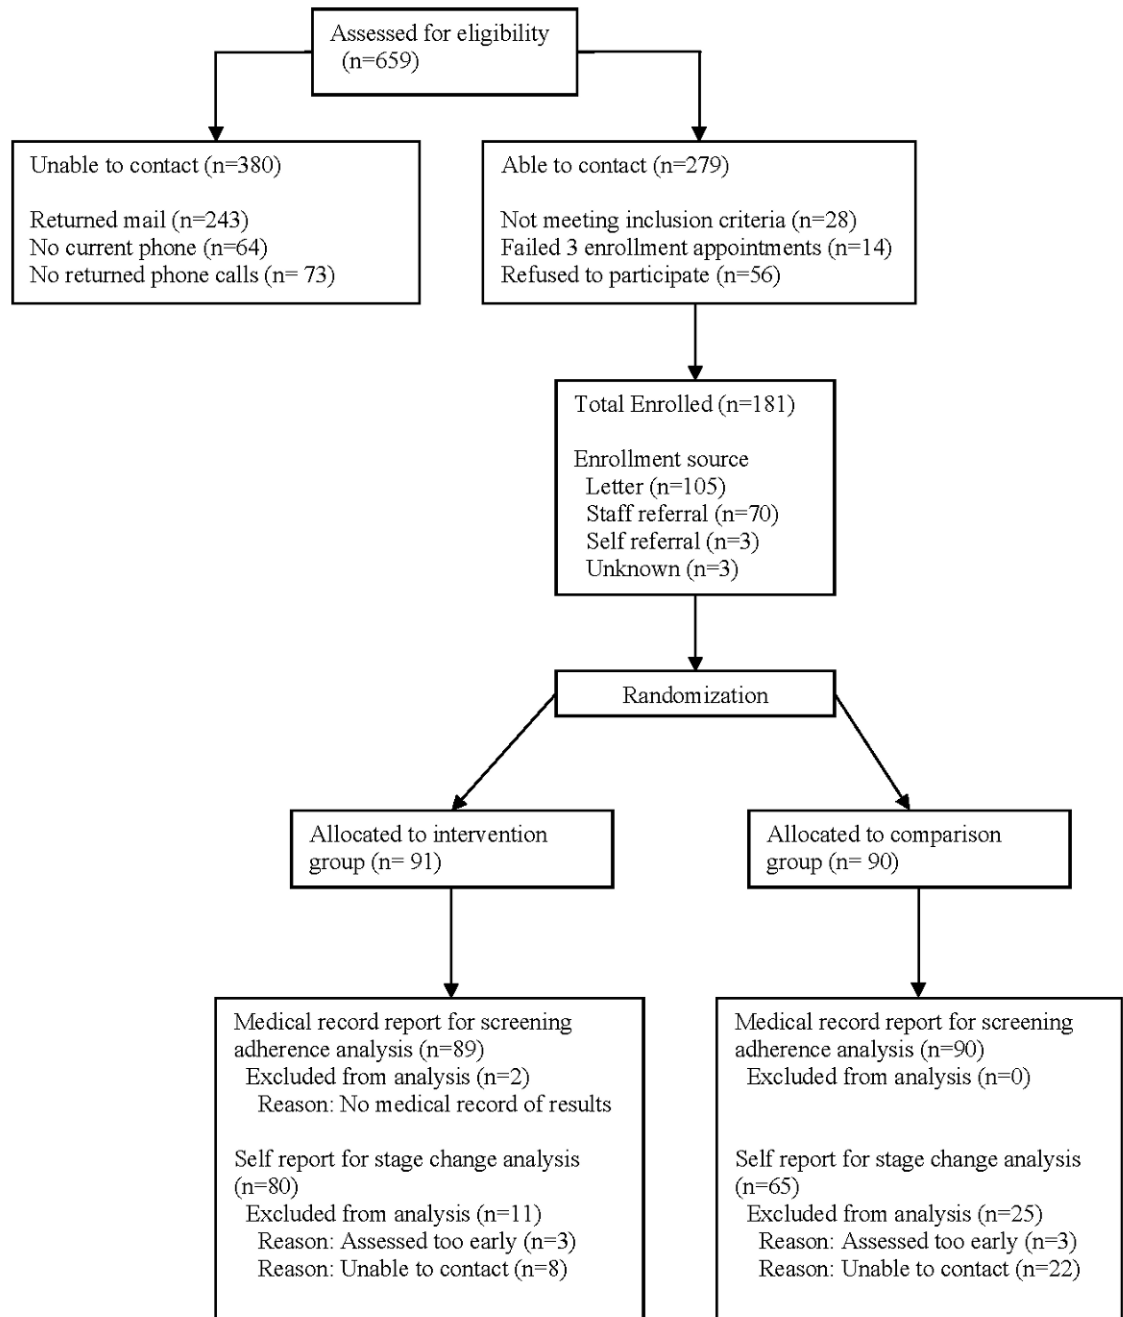 Assessed for eligibility
(n=659)
Unable to contact (n=380)
Returned mail (n=243)
No current phone (n=64)
No returned phone calls (n= 73)
Able to contact (n=279)
Not meeting inclusion criteria (n=28)
Failed 3 enrollment appointments (n=14)
Refused to participate (n=56)
Total Enrolled (n=181)
Enrollment source
Letter (n=105)
Staff referral (n=70)
Self referral (n=3)
Unknown (n=3)
Randomization
Allocated to intervention
group (n= 91)
Allocated to comparison
group (n= 90)
Medical record report for screening
adherence analysis (n=89)
Excluded from analysis (n=2)
Reason: No medical record of results
Self report for stage change analysis
(n=80)
Excluded from analysis (n=11)
Reason: Assessed too early (n=3)
Reason: Unable to contact (n=8)
Medical record report for screening
adherence analysis (n=90)
Excluded from analysis (n=0)
Self report for stage change analysis
(n=65)
Excluded from analysis (n=25)
Reason: Assessed too early (n=3)
Reason: Unable to contact (n=22)